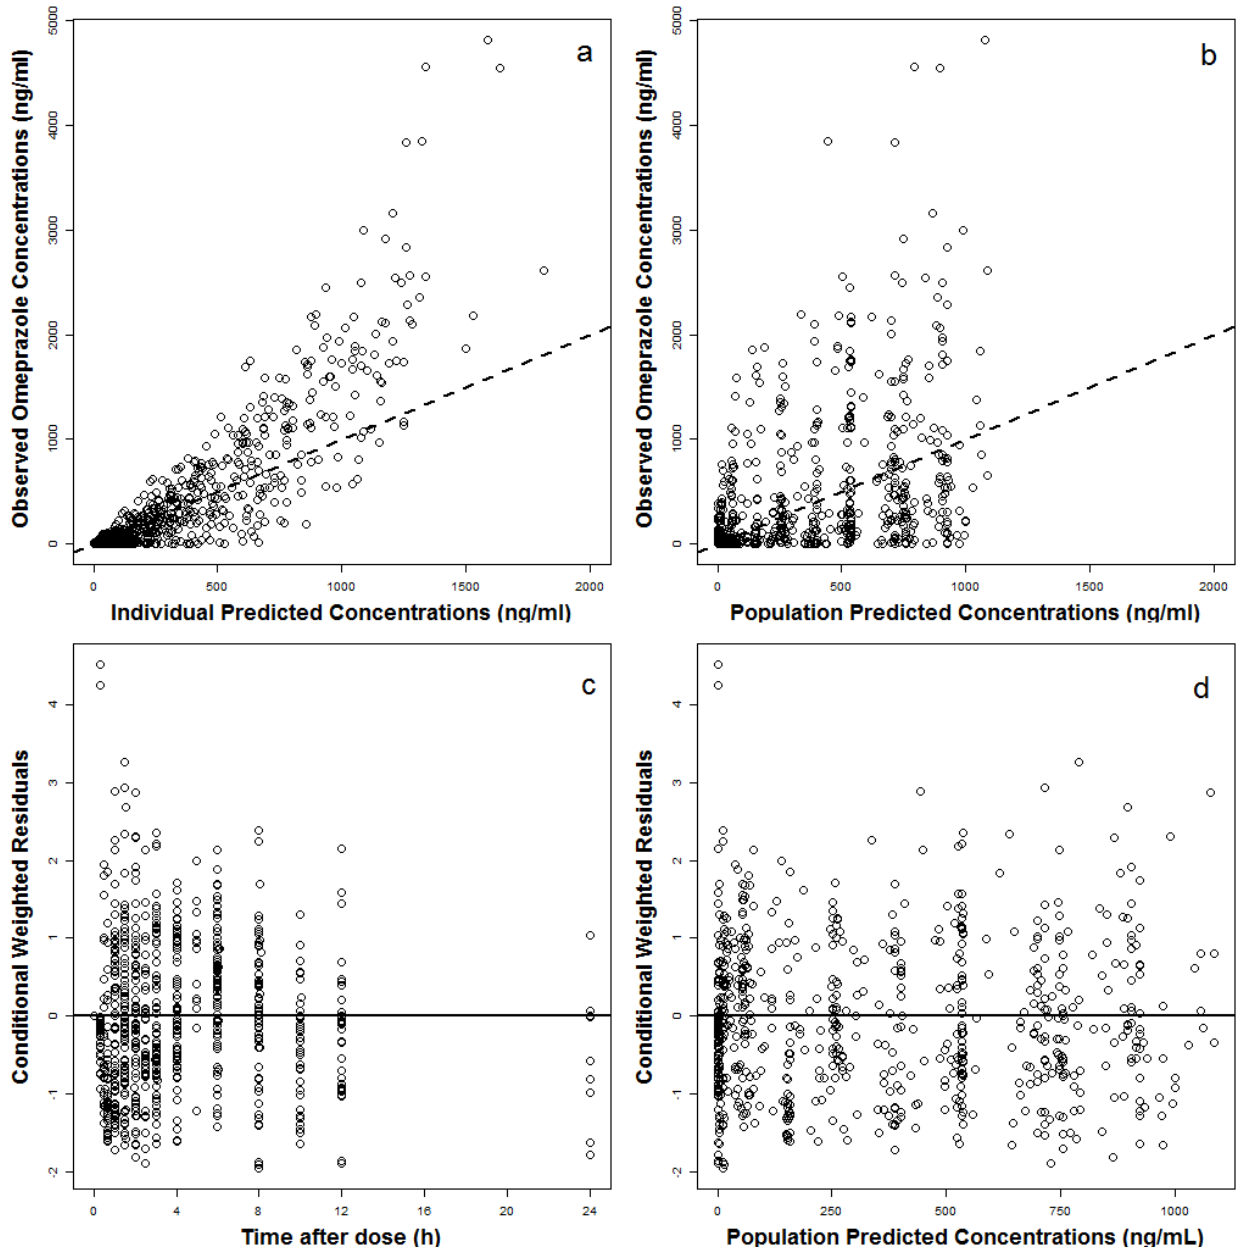 a
Observed Omeprazole Concentrations (ng/ml)
5000
4000
3000
2000
1000
0
0 500 1000 1500 2000
Individual Predicted Concentrations (ng/ml)
b
Observed Omeprazole Concentrations (ng/ml)
5000
4000
3000
2000
1000
0
0 500 1000 1500 2000
Population Predicted Concentrations (ng/ml)
c
Conditional Weighted Residuals
4
3
2
1
0
-1
-2
0 4 8 12 16 20 24
Time after dose (h)
d
Conditional Weighted Residuals
4
3
2
1
0
-1
-2
0 250 500 750 1000
Population Predicted Concentrations (ng/mL)